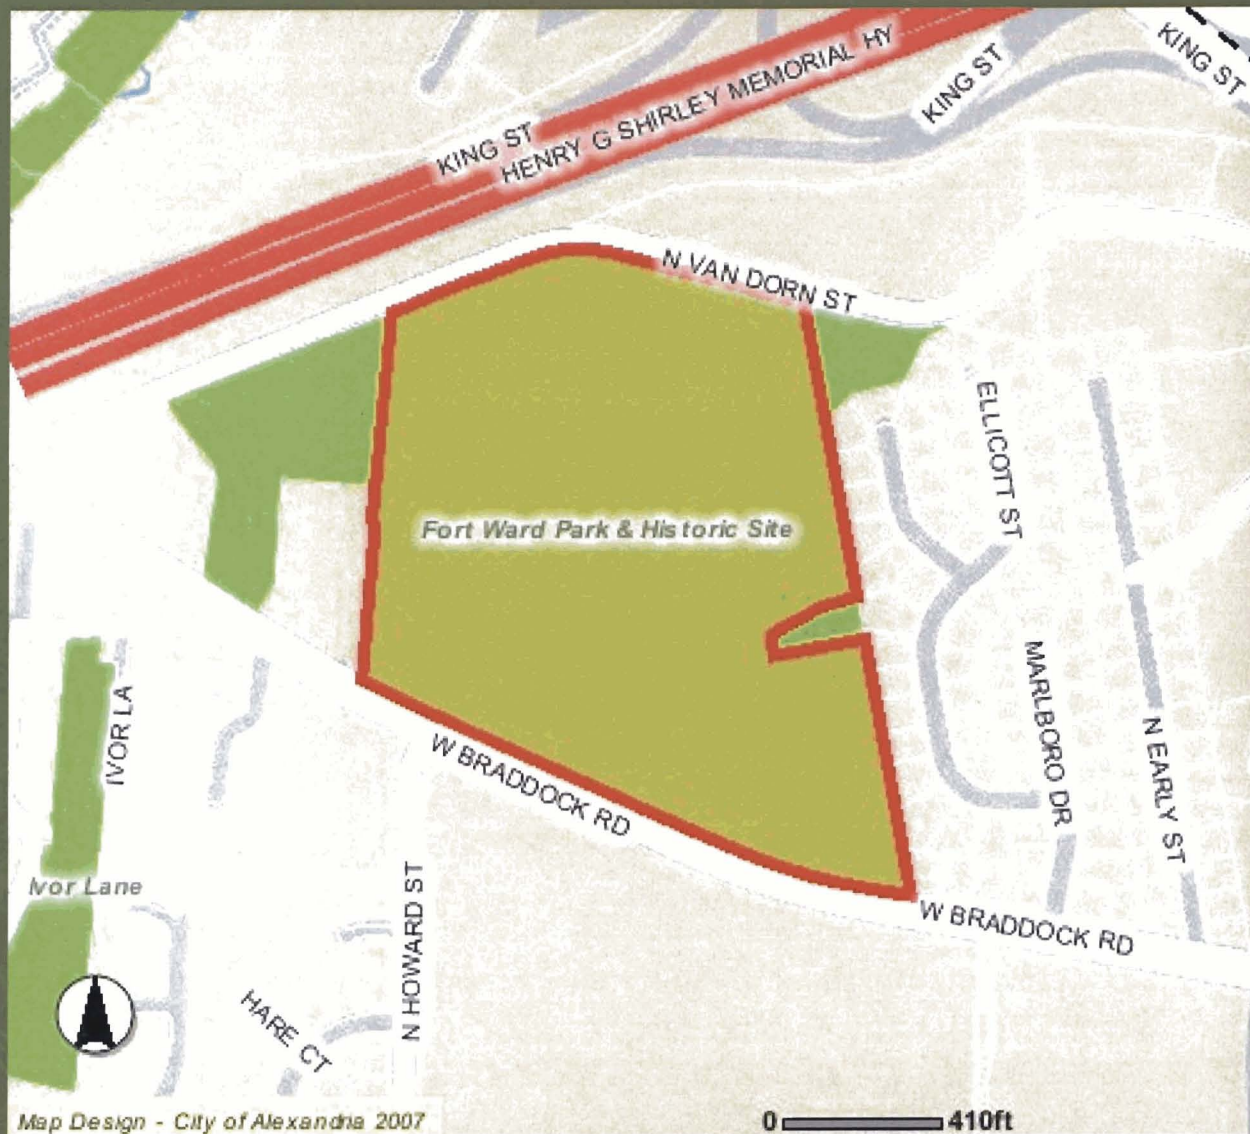 KING ST
HENRY G SHIRLEY MEMORIAL HY
KING ST
KING ST
N VAN DORN ST
ELLICOTT ST
Fort Ward Park & Historic Site
MARLBORO DR
N EARLY ST
IVOR LA
W BRADDOCK RD
Ivor Lane
N HOWARD ST
W BRADDOCK RD
HARE CT
Map Design - City of Alexandria 2007
0 410ft